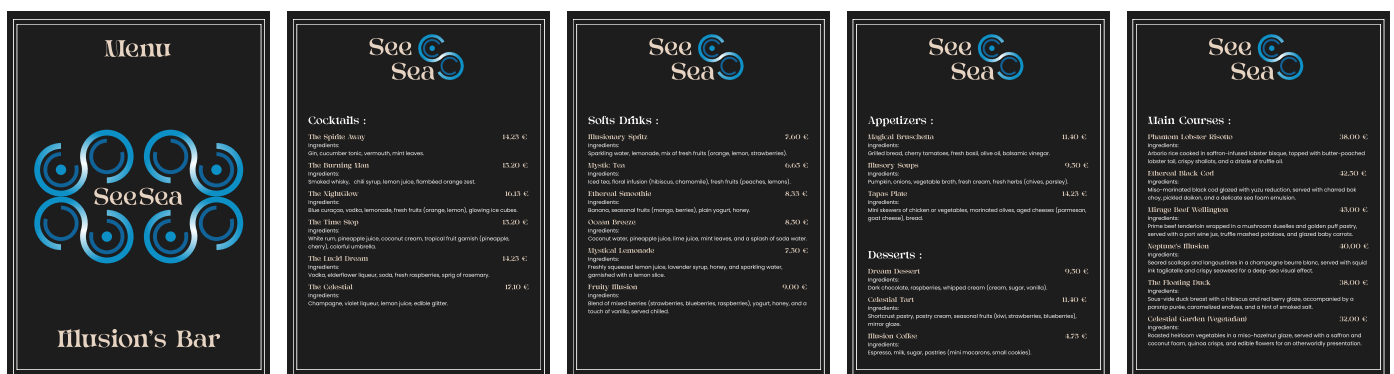 Menu
See Sea
Illusion's Bar
See
Sea
Cocktails :
The Spirite Away 14.25 €
Ingredients:
Gin, cucumber tonic, vermouth, mint leaves.
The Burning Man 15.20 €
Ingredients:
Smoked whisky, chili syrup, lemon juice, flambéed orange zest.
The Nightglow 16.15 €
Ingredients:
Blue curaçao, vodka, lemonade, fresh fruits (orange, lemon), glowing ice cubes.
The Time Stop 15.20 €
Ingredients:
White rum, pineapple juice, coconut cream, tropical fruit garnish (pineapple,
cherry), colorful umbrella.
The Lucid Dream 14.25 €
Ingredients:
Vodka, elderflower liqueur, soda, fresh raspberries, sprig of rosemary.
The Celestial 17.10 €
Ingredients:
Champagne, violet liqueur, lemon juice, edible glitter.
See
Sea
Softs Drinks :
Illusionary Spritz 7.60 €
Ingredients:
Sparkling water, lemonade, mix of fresh fruits (orange, lemon, strawberries).
Mystic Tea 6.65 €
Ingredients:
Iced tea, floral infusion (hibiscus, chamomile), fresh fruits (peaches, lemons).
Ethereal Smoothie 8.55 €
Ingredients:
Banana, seasonal fruits (mango, berries), plain yogurt, honey.
Ocean Breeze 8.50 €
Ingredients:
Coconut water, pineapple juice, lime juice, mint leaves, and a splash of soda water.
Mystical Lemonade 7.50 €
Ingredients:
Freshly squeezed lemon juice, lavender syrup, honey, and sparkling water,
garnished with a lemon slice.
Fruity Illusion 9.00 €
Ingredients:
Blend of mixed berries (strawberries, blueberries, raspberries), yogurt, honey, and a
touch of vanilla, served chilled.
See
Sea
Appetizers :
Magical Bruschetta 11.40 €
Ingredients:
Grilled bread, cherry tomatoes, fresh basil, olive oil, balsamic vinegar.
Illusory Soups 9.50 €
Ingredients:
Pumpkin, onions, vegetable broth, fresh cream, fresh herbs (chives, parsley).
Tapas Plate 14.25 €
Ingredients:
Mini skewers of chicken or vegetables, marinated olives, aged cheeses (parmesan,
goat cheese), bread.
Desserts :
Dream Dessert 9.50 €
Ingredients:
Dark chocolate, raspberries, whipped cream (cream, sugar, vanilla).
Celestial Tart 11.40 €
Ingredients:
Shortcrust pastry, pastry cream, seasonal fruits (kiwi, strawberries, blueberries),
mirror glaze.
Illusion Coffee 4.75 €
Ingredients:
Espresso, milk, sugar, pastries (mini macarons, small cookies).
See
Sea
Main Courses :
Phantom Lobster Risotto 38.00 €
Ingredients:
Arborio rice cooked in saffron-infused lobster bisque, topped with butter-poached
lobster tail, crispy shallots, and a drizzle of truffle oil.
Ethereal Black Cod 42.50 €
Ingredients:
Miso-marinated black cod glazed with yuzu reduction, served with charred bok
choy, pickled daikon, and a delicate sea foam emulsion.
Mirage Beef Wellington 45.00 €
Ingredients:
Prime beef tenderloin wrapped in a mushroom duxelles and golden puff pastry,
served with a port wine jus, truffle mashed potatoes, and glazed baby carrots.
Neptune's Illusion 40.00 €
Ingredients:
Seared scallops and langoustines in a champagne beurre blanc, served with squid
ink tagliatelle and crispy seaweed for a deep-sea visual effect.
The Floating Duck 38.00 €
Ingredients:
Sous-vide duck breast with a hibiscus and red berry glaze, accompanied by a
parsnip purée, caramelized endives, and a hint of smoked salt.
Celestial Garden (Vegetarian) 32.00 €
Ingredients:
Roasted heirloom vegetables in a miso-hazelnut glaze, served with a saffron and
coconut foam, quinoa crisps, and edible flowers for an otherworldly presentation.